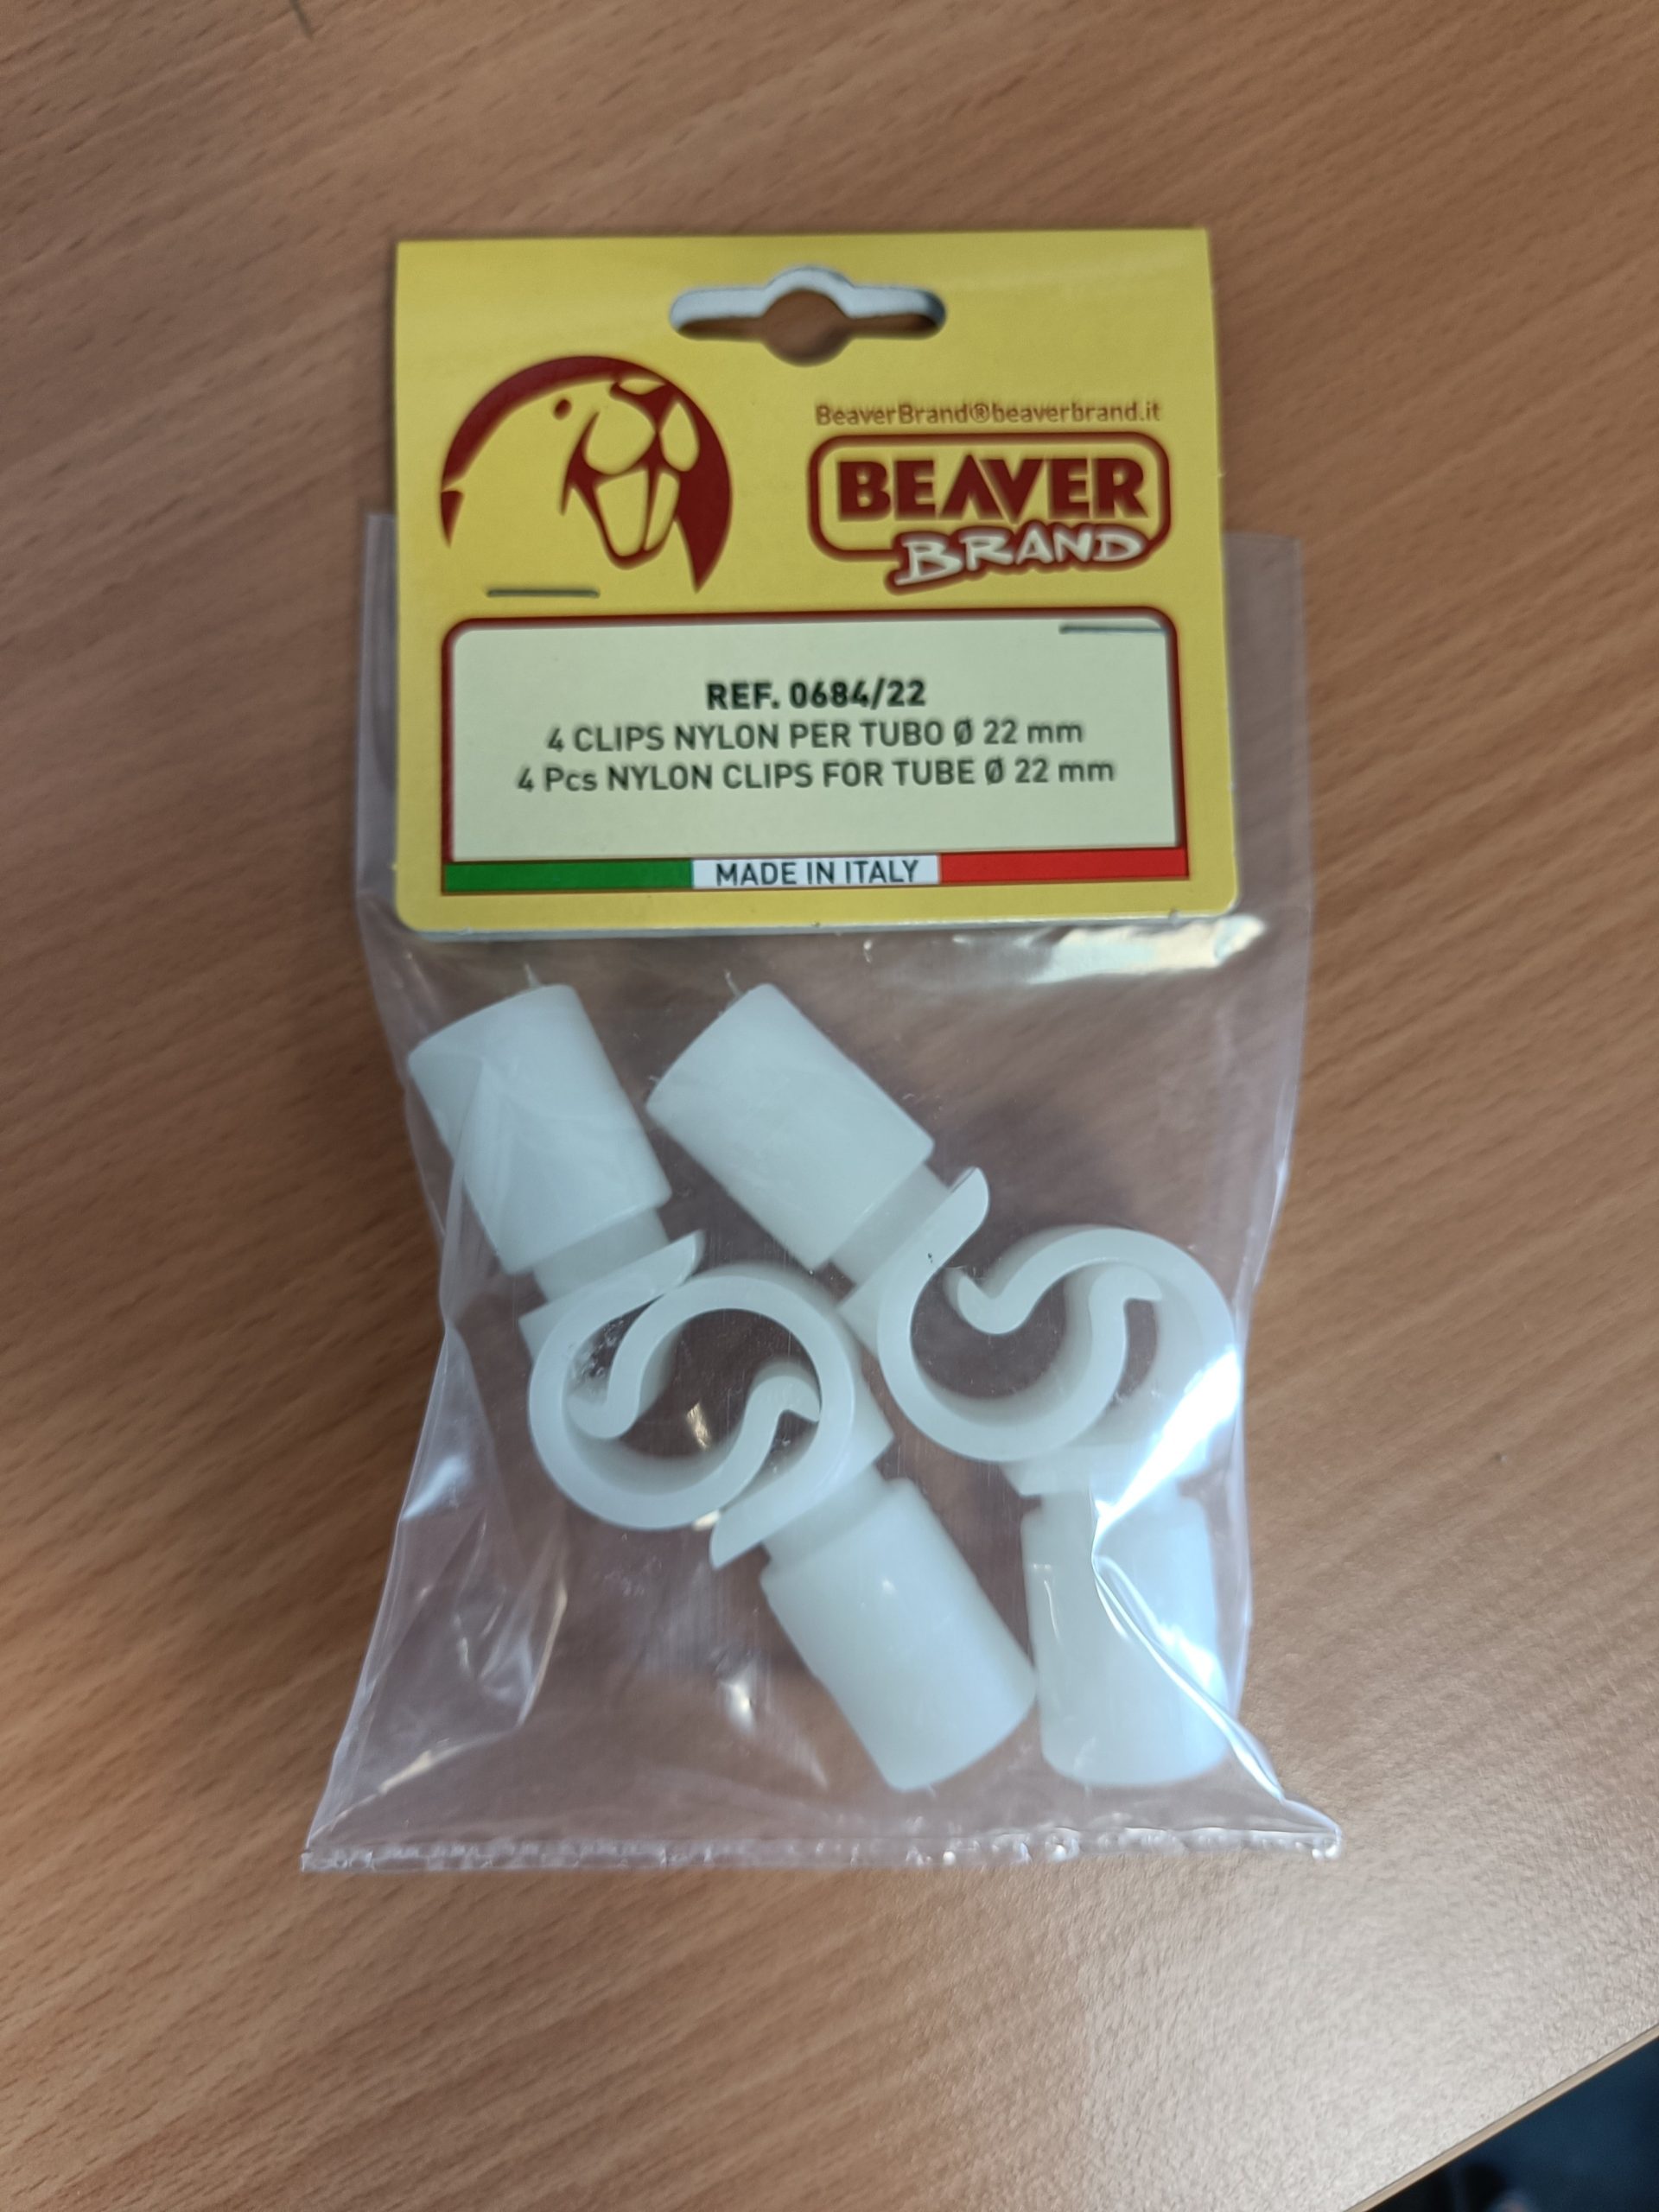 BeaverBrand®beaverbrand.it
BEAVER
BRAND
REF. 0684/22
4 CLIPS NYLON PER TUBO Ø 22 mm
4 Pcs NYLON CLIPS FOR TUBE Ø 22 mm
MADE IN ITALY